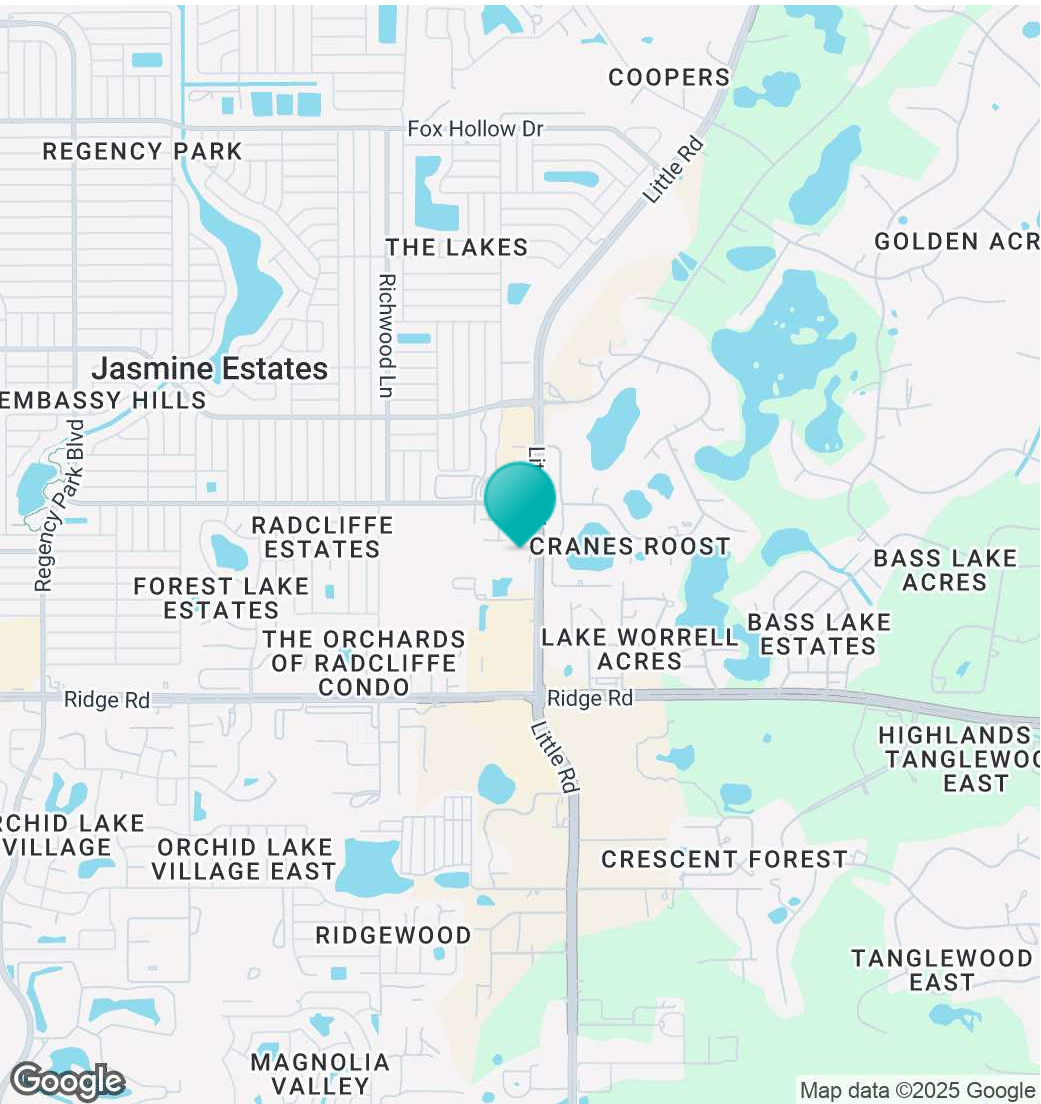 COOPERS
Fox Hollow Dr
REGENCY PARK
Little Rd
THE LAKES
GOLDEN ACR
Richwood Ln
Jasmine Estates
EMBASSY HILLS
Regency Park Blvd
Lit
RADCLIFFE
ESTATES
CRANES ROOST
BASS LAKE
ACRES
FOREST LAKE
ESTATES
THE ORCHARDS
OF RADCLIFFE
CONDO
LAKE WORRELL
ACRES
BASS LAKE
ESTATES
Ridge Rd
Ridge Rd
Little Rd
HIGHLANDS
TANGLEWOO
EAST
RCHID LAKE
VILLAGE
ORCHID LAKE
VILLAGE EAST
CRESCENT FOREST
RIDGEWOOD
TANGLEWOOD
EAST
MAGNOLIA
VALLEY
Google
Map data ©2025 Google